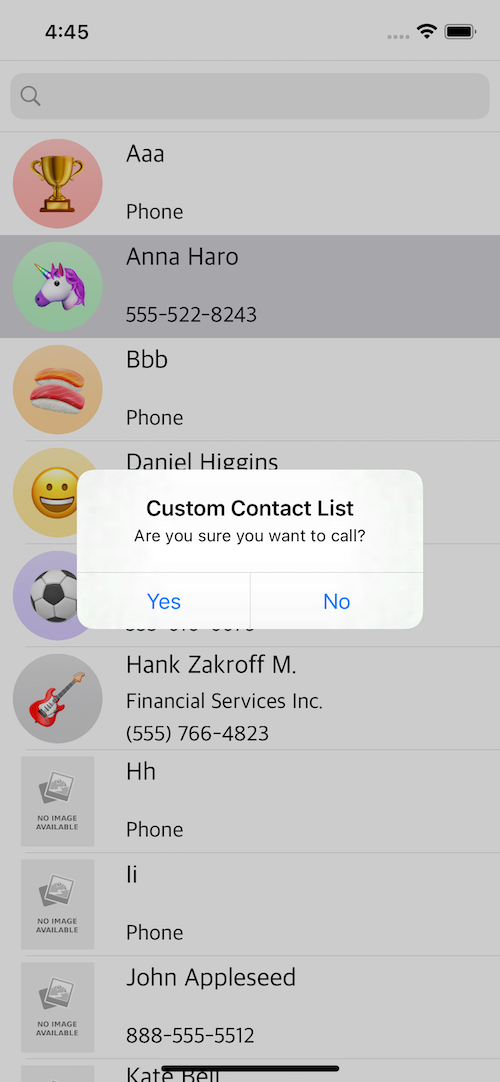 4:45
Aaa
Phone
Anna Haro
555-522-8243
Bbb
Phone
Daniel Higgins
Custom Contact List
Are you sure you want to call?
Yes
No
Hank Zakroff M.
Financial Services Inc.
(555) 766-4823
Hh
NO IMAGE
AVAILABLE
Phone
Ii
NO IMAGE
AVAILABLE
Phone
John Appleseed
NO IMAGE
AVAILABLE
888-555-5512
Kate Bell